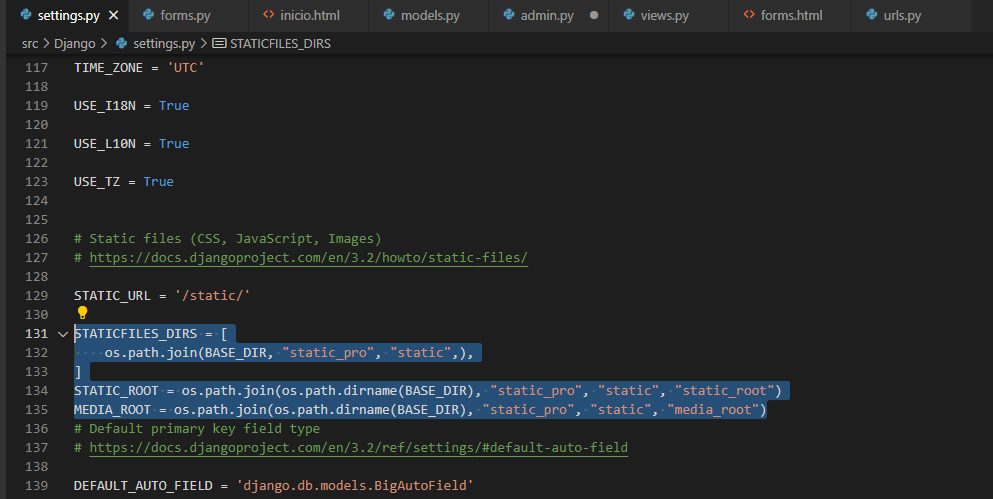 settings.py forms.py inicio.html models.py admin.py views.py forms.html urls.py
src > Django > settings.py > STATICFILES_DIRS
117 TIME_ZONE = 'UTC'
118
119 USE_I18N = True
120
121 USE_L10N = True
122
123 USE_TZ = True
124
125
126 # Static files (CSS, JavaScript, Images)
127 # https://docs.djangoproject.com/en/3.2/howto/static-files/
128
129 STATIC_URL = '/static/'
130
131 STATICFILES_DIRS = [
132     os.path.join(BASE_DIR, "static_pro", "static",),
133 ]
134 STATIC_ROOT = os.path.join(os.path.dirname(BASE_DIR), "static_pro", "static", "static_root")
135 MEDIA_ROOT = os.path.join(os.path.dirname(BASE_DIR), "static_pro", "static", "media_root")
136 # Default primary key field type
137 # https://docs.djangoproject.com/en/3.2/ref/settings/#default-auto-field
138
139 DEFAULT_AUTO_FIELD = 'django.db.models.BigAutoField'